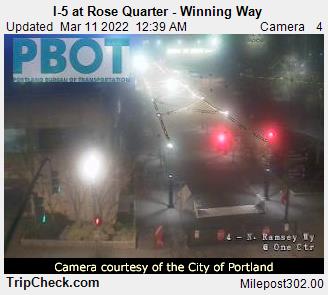 I-5 at Rose Quarter - Winning Way
Updated Mar 11 2022 12:39 AM Camera 4
PBOT
PORTLAND BUREAU OF TRANSPORTATION
4 - N. Ramsey Wy
@ One Ctr
Camera courtesy of the City of Portland
TripCheck.com Milepost302.00